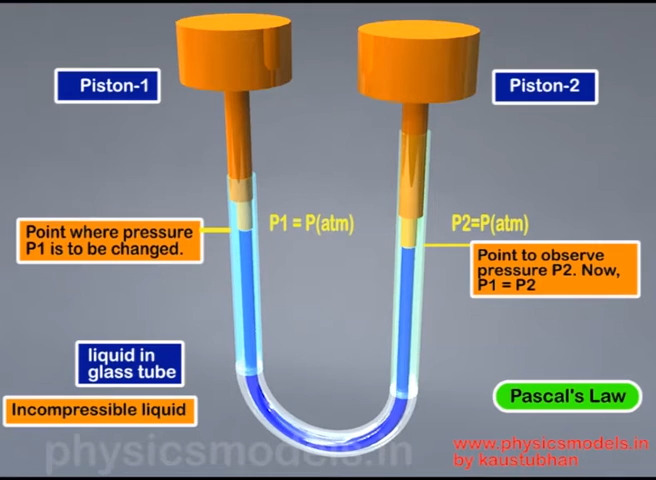 Piston-1
Piston-2
P1 = P(atm)
P2=P(atm)
Point where pressure
P1 is to be changed.
Point to observe
pressure P2. Now,
P1 = P2
liquid in
glass tube
Incompressible liquid
Pascal's Law
www.physicsmodels.in
by kaustubhan
physicsmodels.in